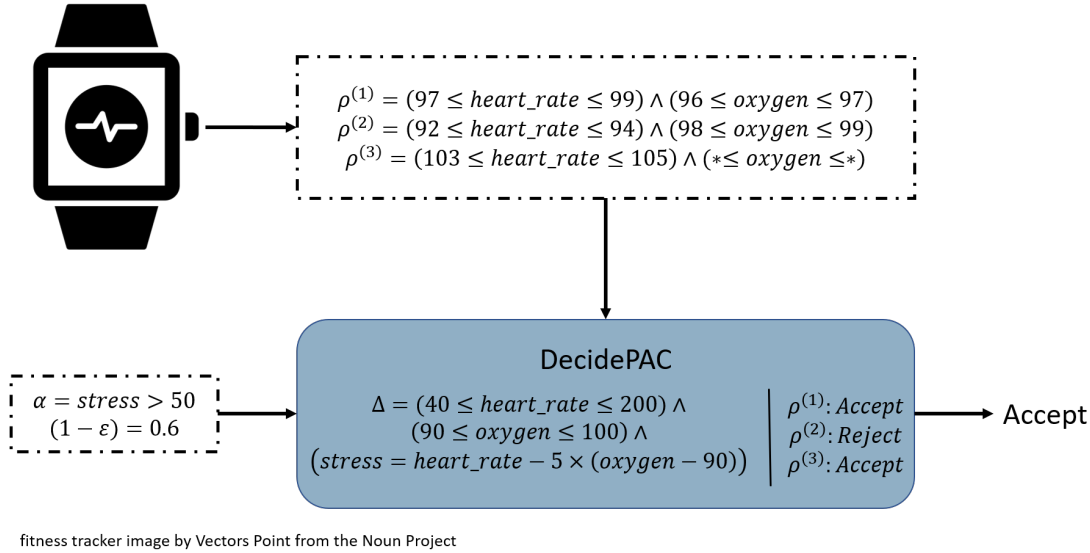 ρ⁽¹⁾ = (97 ≤ heart_rate ≤ 99) ∧ (96 ≤ oxygen ≤ 97)
ρ⁽²⁾ = (92 ≤ heart_rate ≤ 94) ∧ (98 ≤ oxygen ≤ 99)
ρ⁽³⁾ = (103 ≤ heart_rate ≤ 105) ∧ (∗≤ oxygen ≤∗)
DecidePAC
α = stress > 50
(1 − ε) = 0.6
Δ = (40 ≤ heart_rate ≤ 200) ∧
(90 ≤ oxygen ≤ 100) ∧
(stress = heart_rate − 5 × (oxygen − 90))
ρ⁽¹⁾: Accept
ρ⁽²⁾: Reject
ρ⁽³⁾: Accept
Accept
fitness tracker image by Vectors Point from the Noun Project